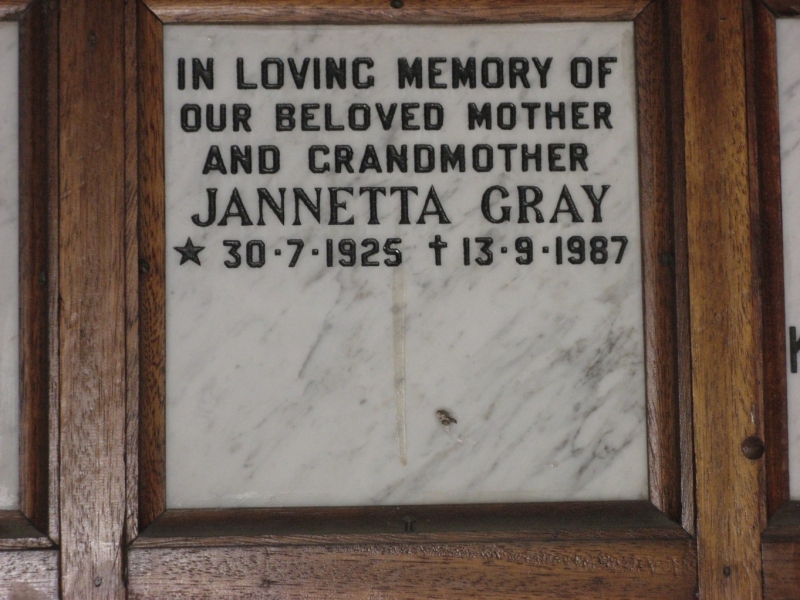 IN LOVING MEMORY OF
OUR BELOVED MOTHER
AND GRANDMOTHER
JANNETTA GRAY
★ 30·7·1925 ✝ 13·9·1987